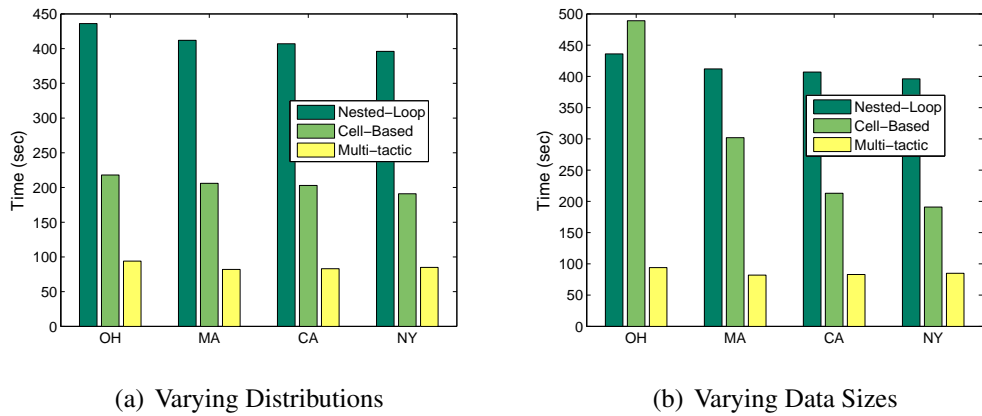 450
400
350
300
250
200
150
100
50
0
Time (sec)
OH MA CA NY
Nested-Loop
Cell-Based
Multi-tactic
(a) Varying Distributions
500
450
400
350
300
250
200
150
100
50
0
Time (sec)
OH MA CA NY
Nested-Loop
Cell-Based
Multi-tactic
(b) Varying Data Sizes